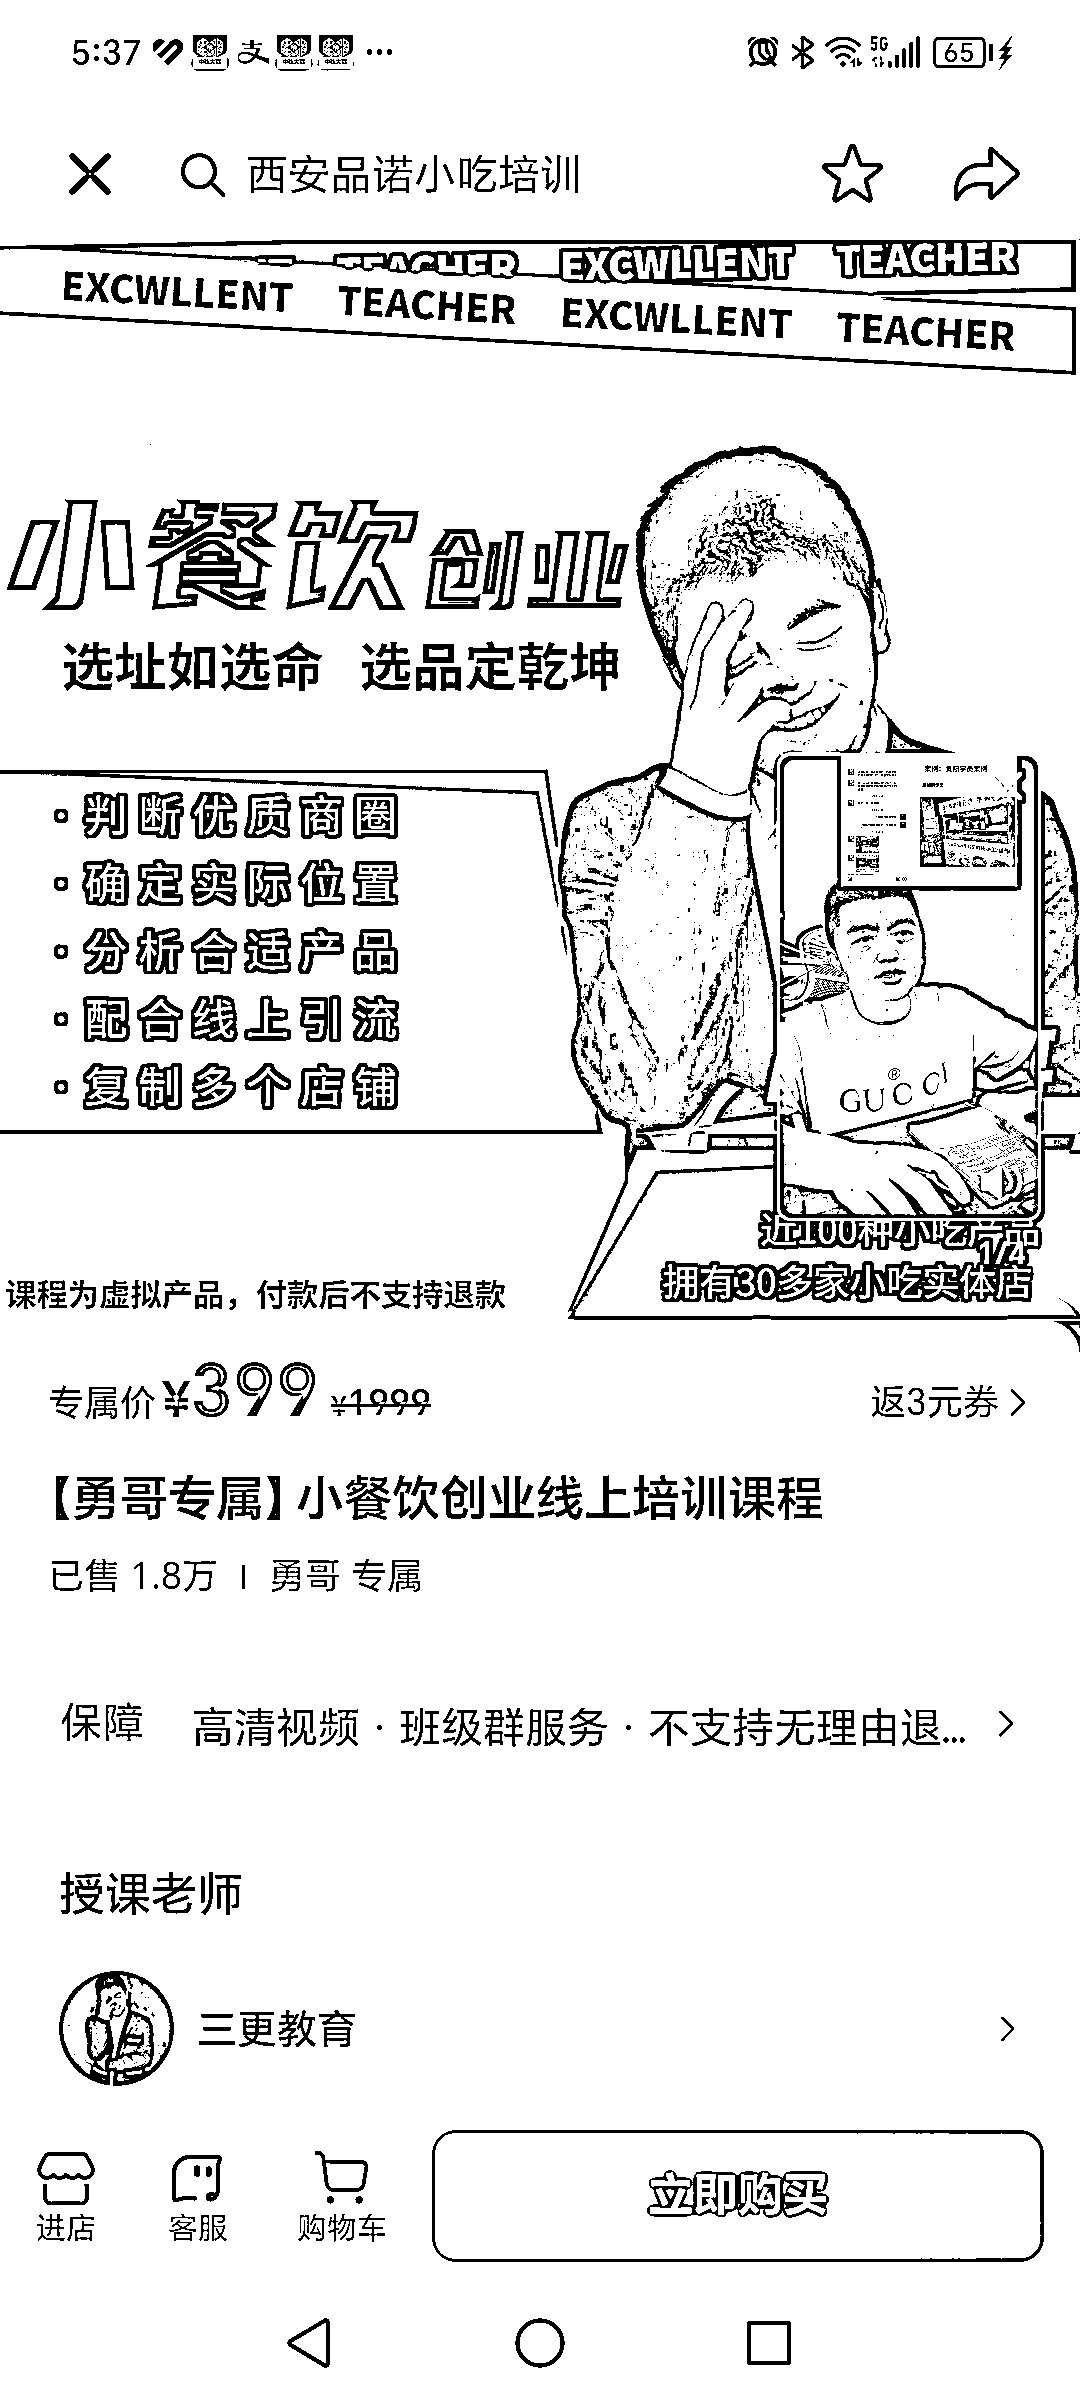 5:37 支 ... 5G 65
西安品诺小吃培训
TEACHER EXCWLLENT TEACHER
EXCWLLENT TEACHER EXCWLLENT TEACHER
小餐饮创业
选址如选命 选品定乾坤
· 判断优质商圈
· 确定实际位置
· 分析合适产品
· 配合线上引流
· 复制多个店铺
案例：复阳学员案例
® GUCCI
近100种小吃产品
1/4
拥有30多家小吃实体店
课程为虚拟产品，付款后不支持退款
专属价 ¥399 ¥1999 返3元券
【勇哥专属】小餐饮创业线上培训课程
已售 1.8万 | 勇哥 专属
保障 高清视频 · 班级群服务 · 不支持无理由退...
授课老师
三更教育
进店 客服 购物车 立即购买